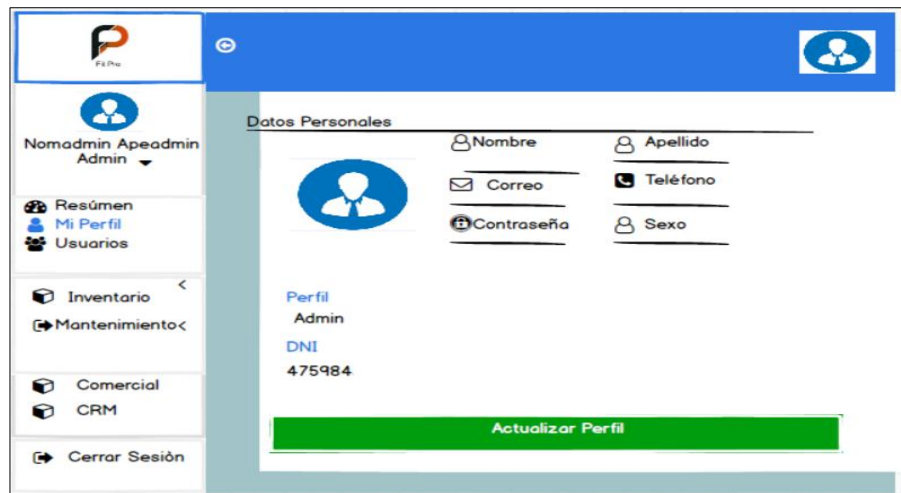 Fit Pro
Nomadmin Apeadmin
Admin
Resúmen
Mi Perfil
Usuarios
Inventario <
Mantenimiento<
Comercial
CRM
Cerrar Sesiòn
Datos Personales
Nombre Apellido
Correo Teléfono
Contraseña Sexo
Perfil
Admin
DNI
475984
Actualizar Perfil